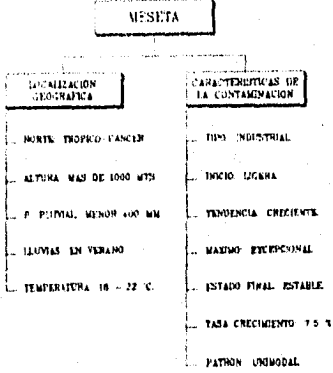 MESETA
LOCALIZACION
GEOGRAFICA
NORTE TROPICO CANCER
ALTURA MAS DE 1000 MTS
P. PLUVIAL MENOR 400 MM
LLUVIAS EN VERANO
TEMPERATURA 18 - 22 °C.
CARACTERISTICAS DE
LA CONTAMINACION
TIPO INDUSTRIAL
INICIO LIGERA
TENDENCIA CRECIENTE
MAXIMO EXCEPCIONAL
ESTADO FINAL ESTABLE
TASA CRECIMIENTO 7.5 %
PATRON UNIMODAL